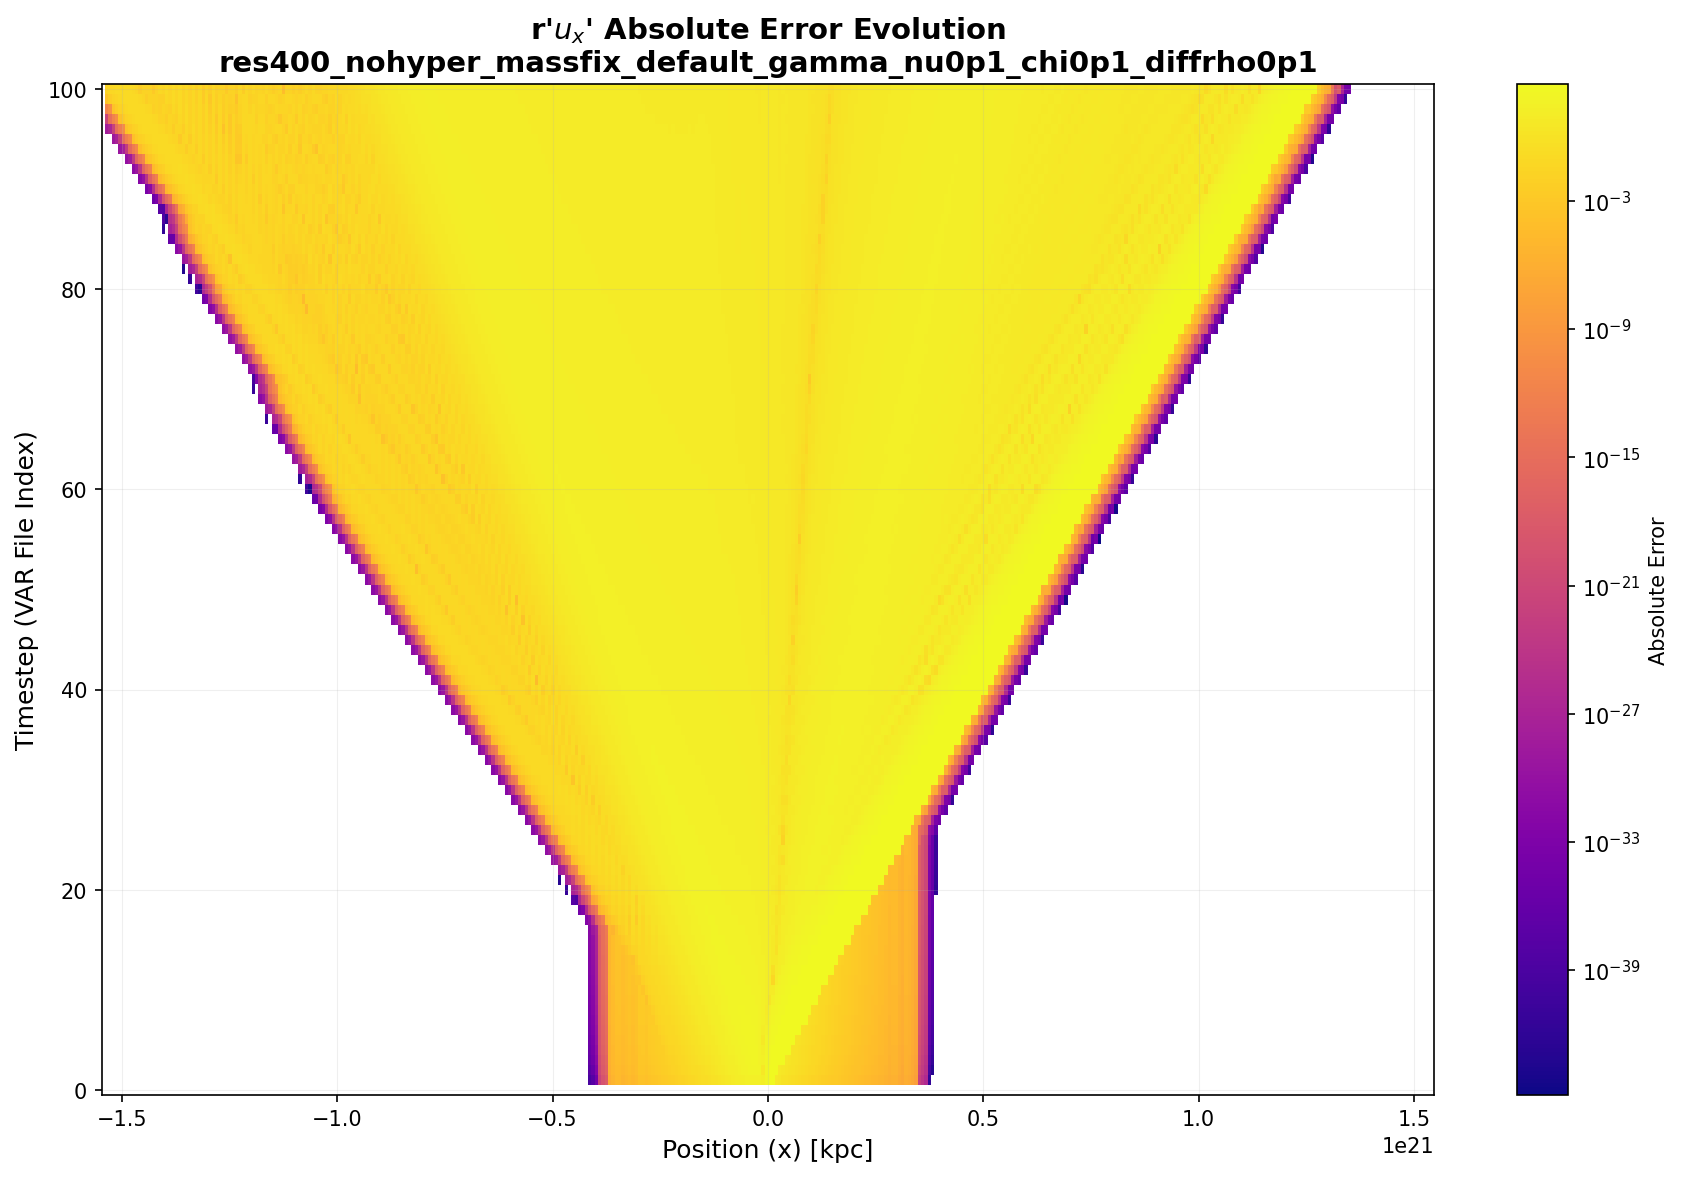 r'uₓ' Absolute Error Evolution
res400_nohyper_massfix_default_gamma_nu0p1_chi0p1_diffrho0p1
Timestep (VAR File Index)
100
80
60
40
20
0
−1.5 −1.0 −0.5 0.0 0.5 1.0 1.5
1e21
Position (x) [kpc]
10⁻³
10⁻⁹
10⁻¹⁵
10⁻²¹
10⁻²⁷
10⁻³³
10⁻³⁹
Absolute Error